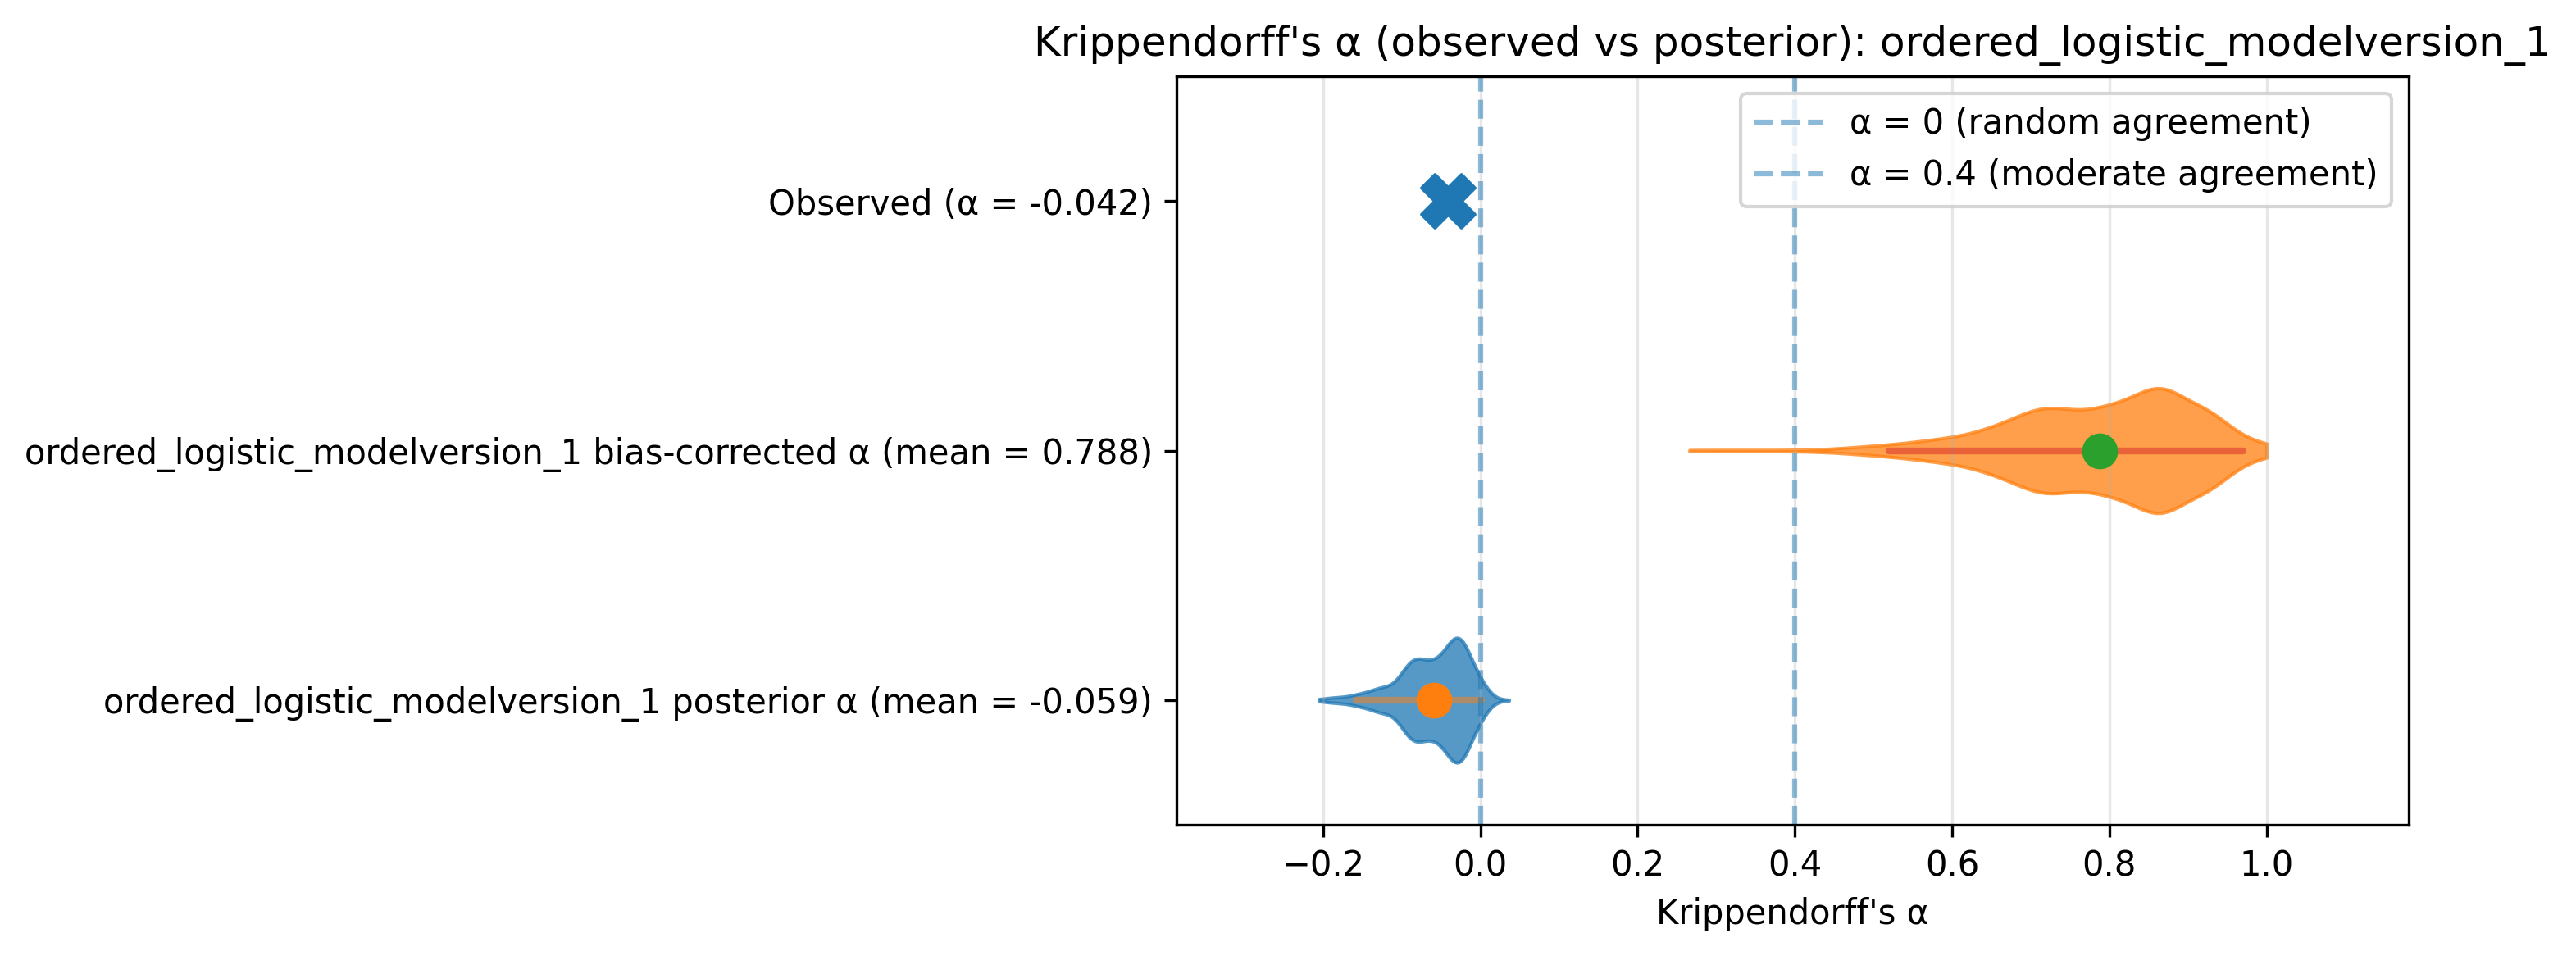 Krippendorff's α (observed vs posterior): ordered_logistic_modelversion_1
α = 0 (random agreement)
α = 0.4 (moderate agreement)
Observed (α = -0.042)
ordered_logistic_modelversion_1 bias-corrected α (mean = 0.788)
ordered_logistic_modelversion_1 posterior α (mean = -0.059)
−0.2 0.0 0.2 0.4 0.6 0.8 1.0
Krippendorff's α